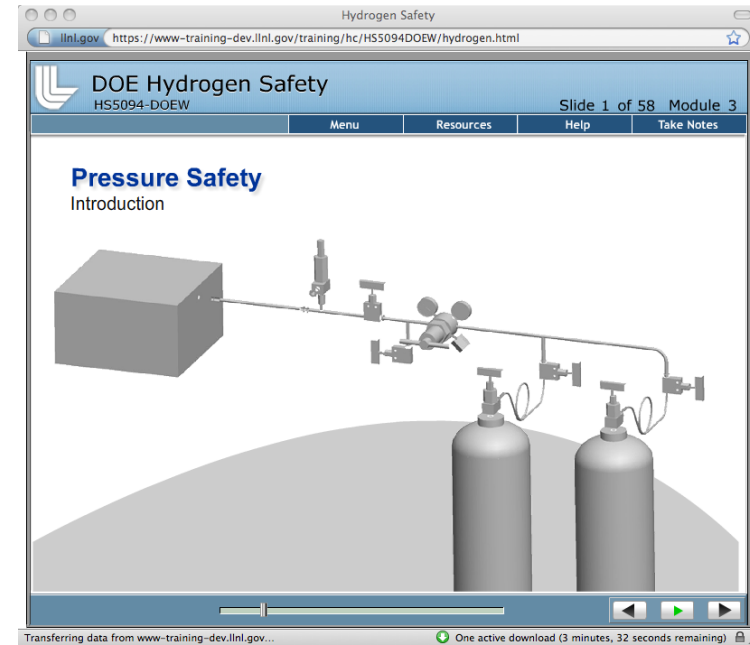 Hydrogen Safety
llnl.gov https://www-training-dev.llnl.gov/training/hc/HS5094DOEW/hydrogen.html
DOE Hydrogen Safety
HS5094-DOEW
Slide 1 of 58 Module 3
Menu Resources Help Take Notes
Pressure Safety
Introduction
Transferring data from www-training-dev.llnl.gov... One active download (3 minutes, 32 seconds remaining)